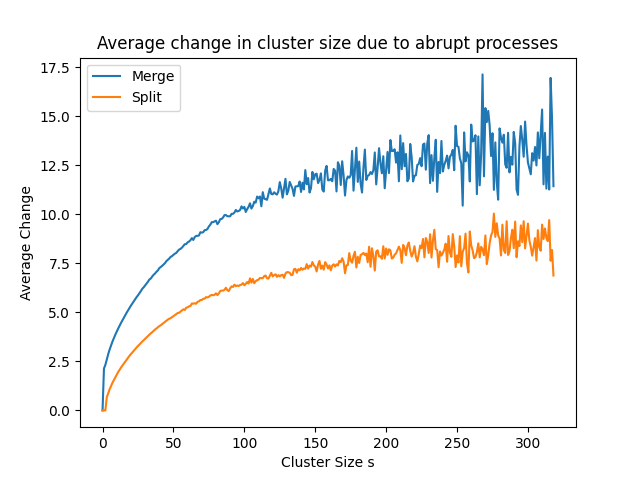 Average change in cluster size due to abrupt processes
Merge
Split
17.5
15.0
12.5
10.0
7.5
5.0
2.5
0.0
Average Change
0 50 100 150 200 250 300
Cluster Size s